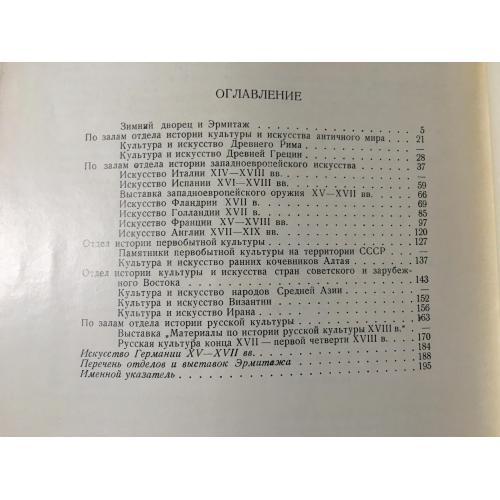 ОГЛАВЛЕНИЕ
Зимний дворец и Эрмитаж . . . . . . . . . . 5
По залам отдела истории культуры и искусства античного мира . . . 21
Культура и искусство Древнего Рима . . . . . . . . . —
Культура и искусство Древней Греции . . . . . . . . . 28
По залам отдела истории западноевропейского искусства . . . . . 37
Искусство Италии XIV—XVIII вв. . . . . . . . . . —
Искусство Испании XVI—XVIII вв. . . . . . . . . . 59
Выставка западноевропейского оружия XV—XVII вв. . . . . 66
Искусство Фландрии XVII в. . . . . . . . . . . 69
Искусство Голландии XVII в. . . . . . . . . . . 85
Искусство Франции XV—XVIII вв. . . . . . . . . . 97
Искусство Англии XVII—XIX вв. . . . . . . . . . 120
Отдел истории первобытной культуры . . . . . . . . . 127
Памятники первобытной культуры на территории СССР . . . —
Культура и искусство ранних кочевников Алтая . . . . . 137
Отдел истории культуры и искусства стран советского и зарубеж-
ного Востока . . . . . . . . . . . . 143
Культура и искусство народов Средней Азии . . . . . . —
Культура и искусство Византии . . . . . . . . . 152
Культура и искусство Ирана . . . . . . . . . . 156
По залам отдела истории русской культуры . . . . . . . . 163
Выставка „Материалы по истории русской культуры XVIII в.“ . —
Русская культура конца XVII — первой четверти XVIII в. . . . 170
Искусство Германии XV—XVII вв. . . . . . . . . . . 184
Перечень отделов и выставок Эрмитажа . . . . . . . . . 188
Именной указатель . . . . . . . . . . . . . 195